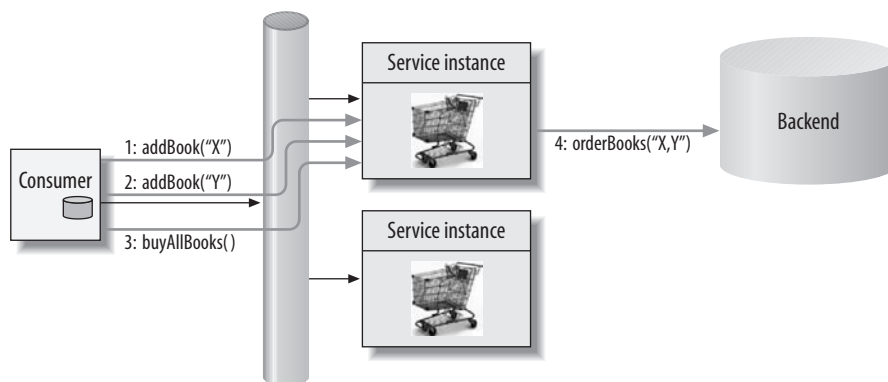 Service instance
1: addBook(“X”)
Consumer
2: addBook(“Y”)
3: buyAllBooks()
4: orderBooks(“X,Y”)
Backend
Service instance